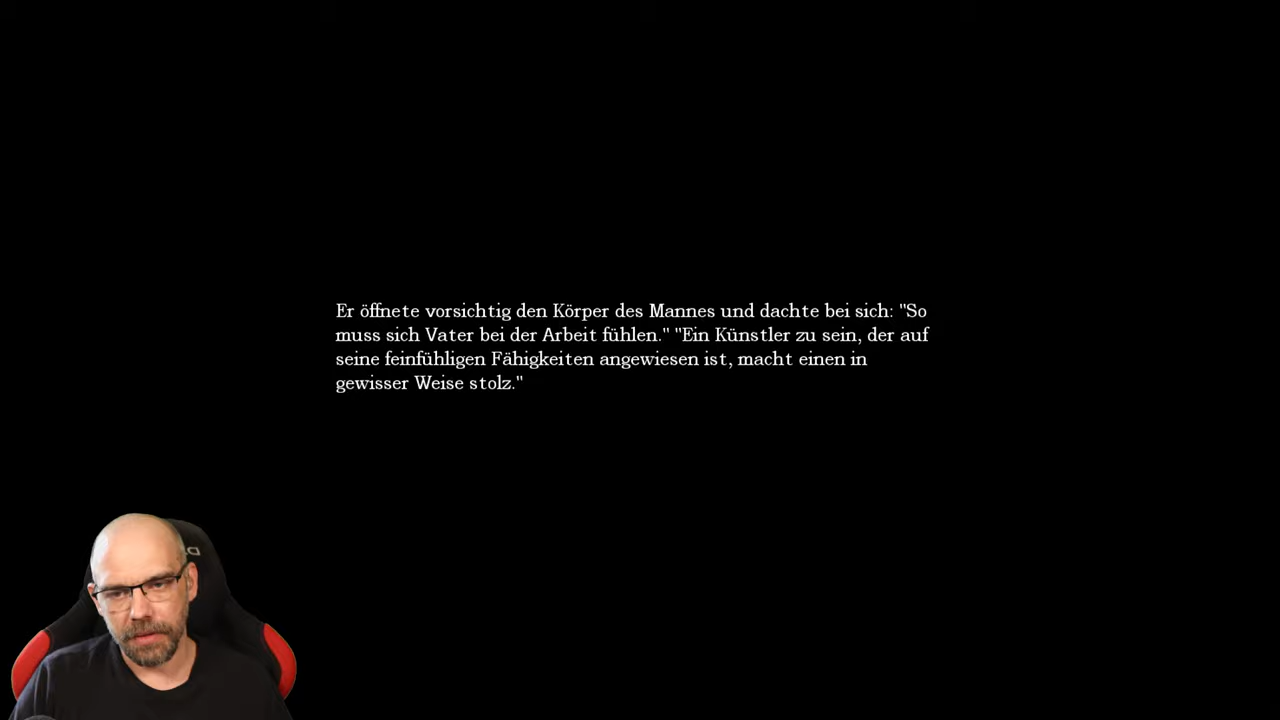 Er öffnete vorsichtig den Körper des Mannes und dachte bei sich: "So
muss sich Vater bei der Arbeit fühlen." "Ein Künstler zu sein, der auf
seine feinfühligen Fähigkeiten angewiesen ist, macht einen in
gewisser Weise stolz."